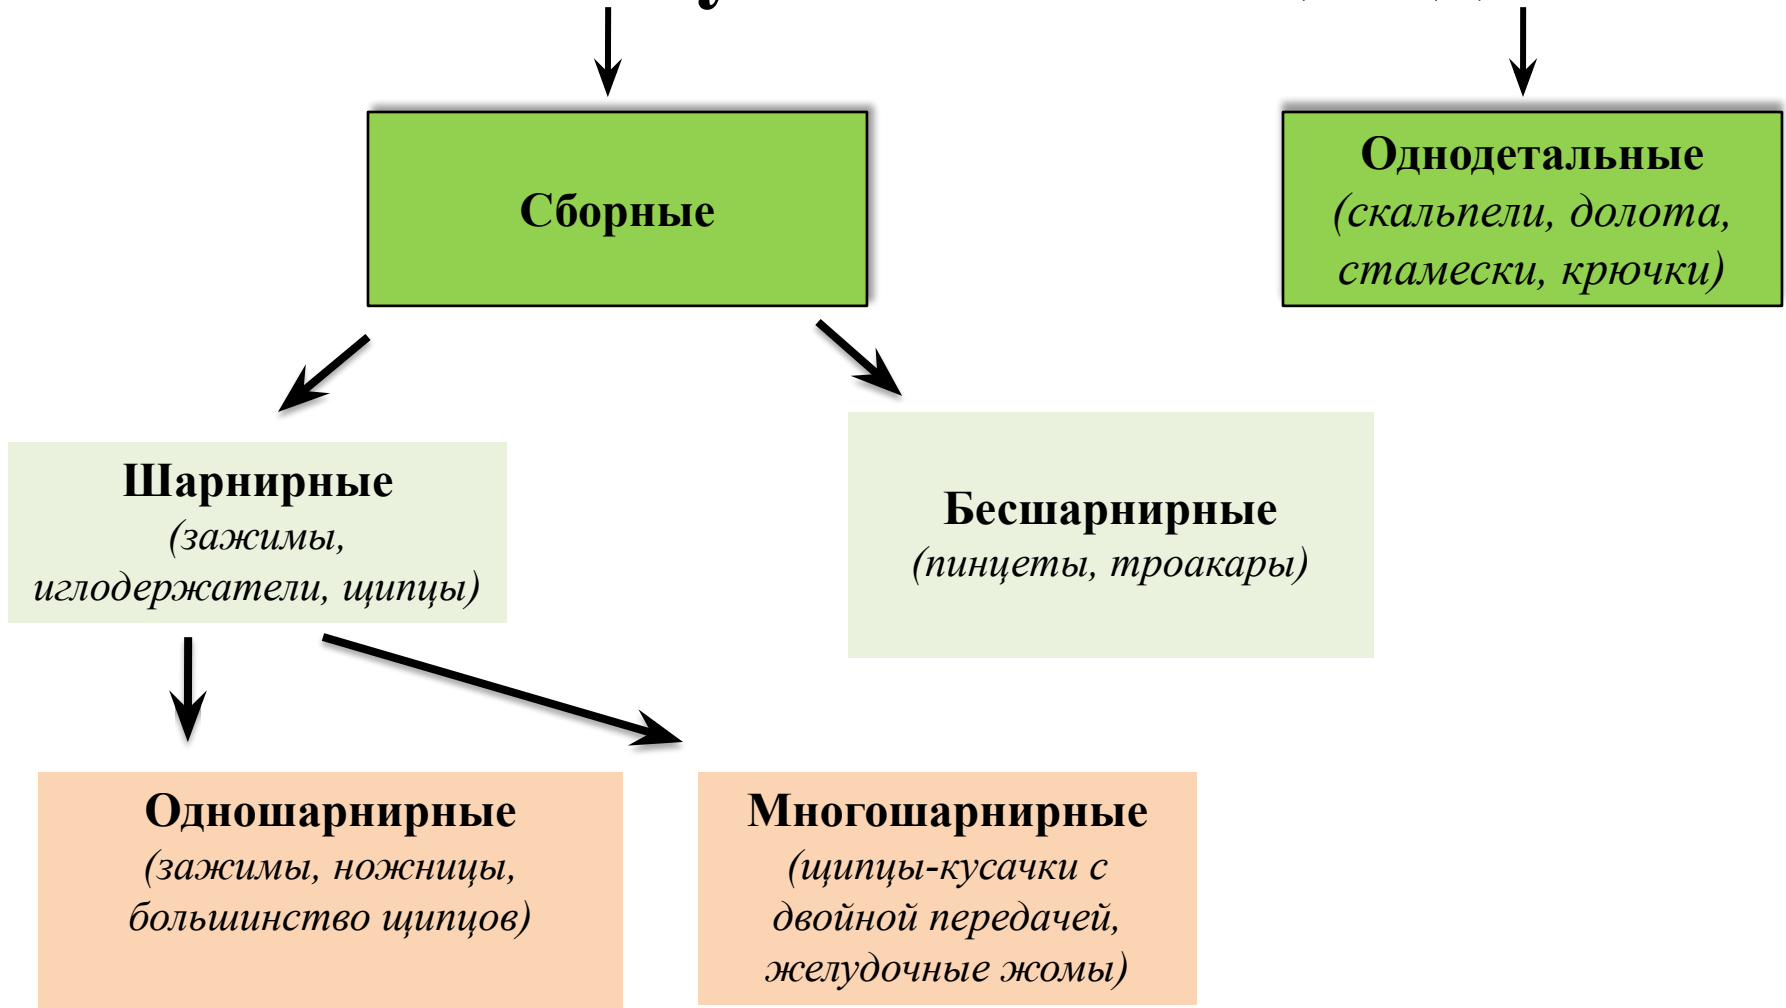 Сборные
Однодетальные
(скальпели, долота,
стамески, крючки)
Шарнирные
(зажимы,
иглодержатели, щипцы)
Бесшарнирные
(пинцеты, троакары)
Одношарнирные
(зажимы, ножницы,
большинство щипцов)
Многошарнирные
(щипцы-кусачки с
двойной передачей,
желудочные жомы)